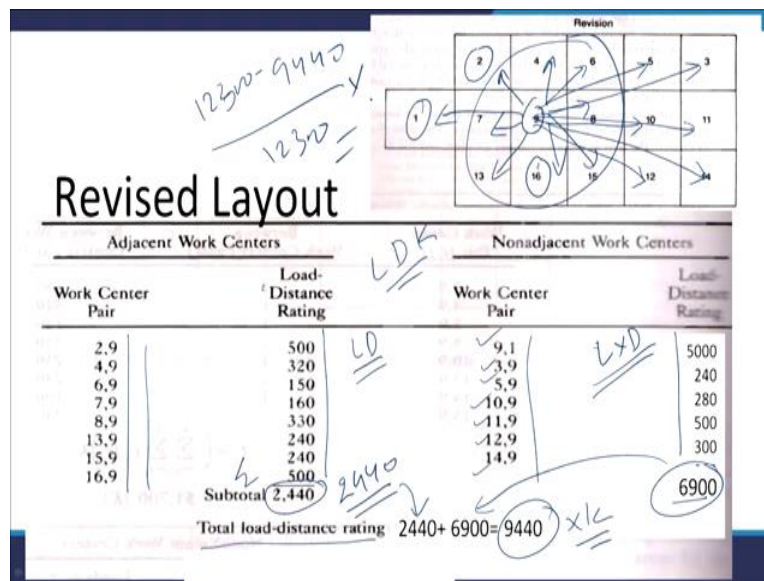 Revision
2 4 6 5 3
1 7 9 8 10 11
13 16 15 12 14
12300-9440
12300
X
Revised Layout
Adjacent Work Centers
Nonadjacent Work Centers
LDK
Work Center Pair
Load-Distance Rating
Work Center Pair
Load-Distance Rating
2,9 500 9,1 5000
4,9 320 3,9 240
6,9 150 5,9 280
7,9 160 10,9 500
8,9 330 11,9 300
13,9 240 12,9
15,9 240 14,9
16,9 500
LD
LXD
Subtotal 2,440 2440 6900
Total load-distance rating 2440+ 6900= 9440 XK